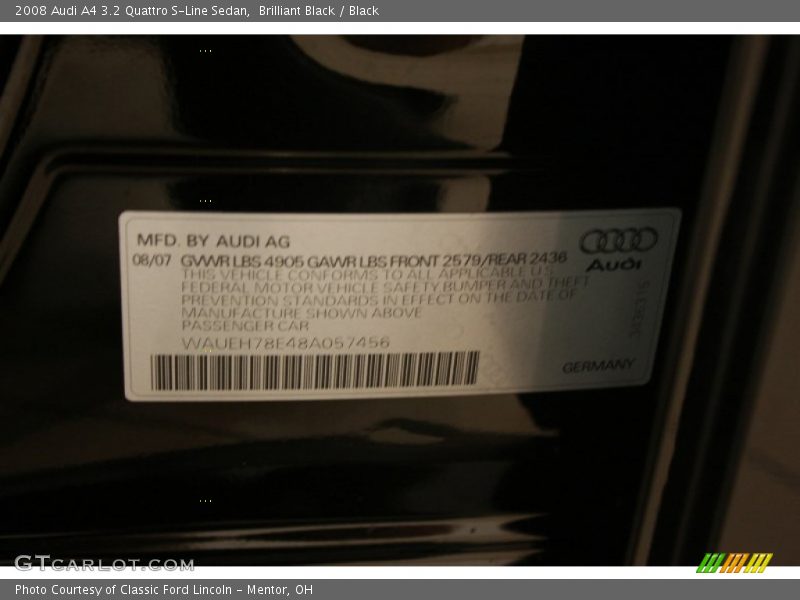 2008 Audi A4 3.2 Quattro S-Line Sedan,  Brilliant Black / Black
MFD. BY AUDI AG
08/07 GVWR LBS 4905 GAWR LBS FRONT 2579/REAR 2436
THIS VEHICLE CONFORMS TO ALL APPLICABLE U.S.
FEDERAL MOTOR VEHICLE SAFETY BUMPER AND THEFT
PREVENTION STANDARDS IN EFFECT ON THE DATE OF
MANUFACTURE SHOWN ABOVE
PASSENGER CAR
WAUEH78E48A057456
Audi
GERMANY
GTCARLOT.COM
Photo Courtesy of Classic Ford Lincoln - Mentor, OH